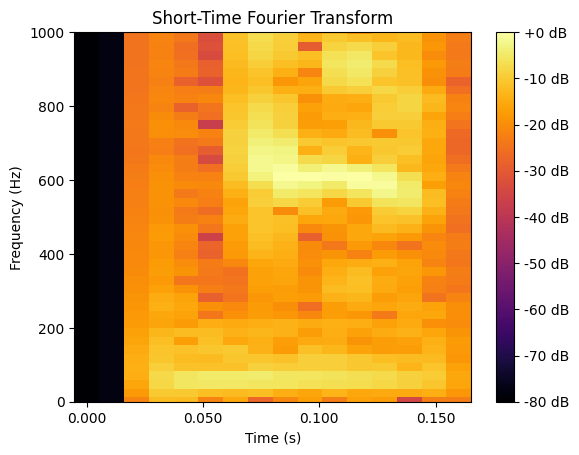 Short-Time Fourier Transform
Frequency (Hz)
1000
800
600
400
200
0
0.000
0.050
0.100
0.150
Time (s)
+0 dB
-10 dB
-20 dB
-30 dB
-40 dB
-50 dB
-60 dB
-70 dB
-80 dB